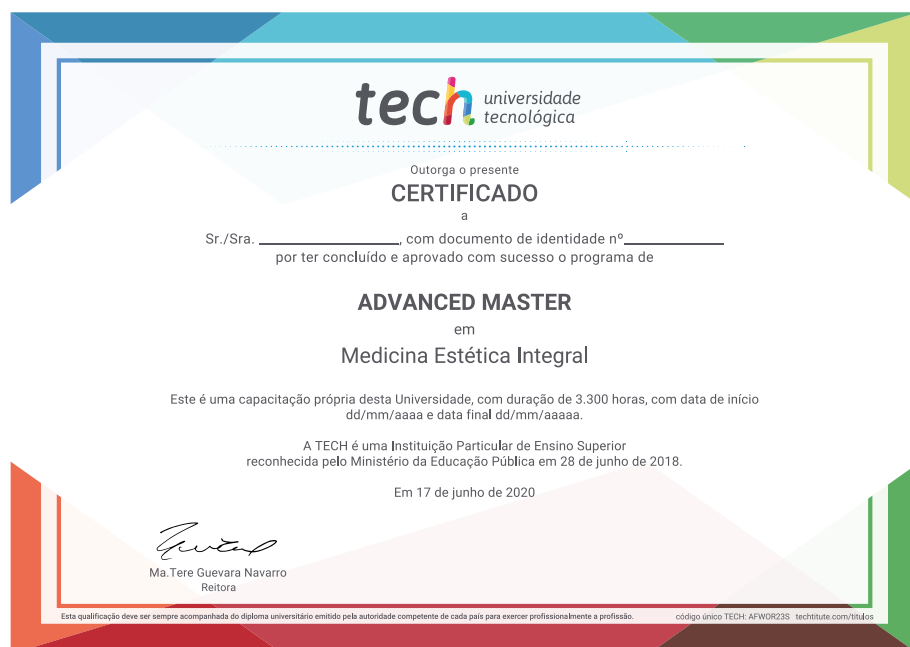 tech universidade
tecnológica
Outorga o presente
CERTIFICADO
a
Sr./Sra. ________________, com documento de identidade nº____________
por ter concluído e aprovado com sucesso o programa de
ADVANCED MASTER
em
Medicina Estética Integral
Este é uma capacitação própria desta Universidade, com duração de 3.300 horas, com data de início
dd/mm/aaaa e data final dd/mm/aaaaa.
A TECH é uma Instituição Particular de Ensino Superior
reconhecida pelo Ministério da Educação Pública em 28 de junho de 2018.
Em 17 de junho de 2020
Ma.Tere Guevara Navarro
Reitora
Esta qualificação deve ser sempre acompanhada do diploma universitário emitido pela autoridade competente de cada país para exercer profissionalmente a profissão. código único TECH: AFWOR23S techtitute.com/titulos